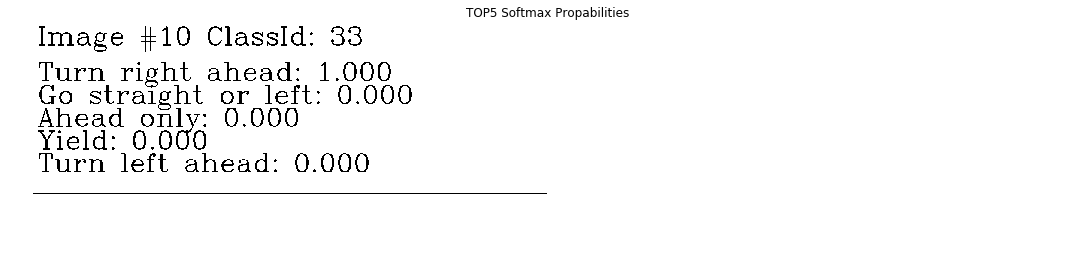 TOP5 Softmax Propabilities
Image #10 ClassId: 33
Turn right ahead: 1.000
Go straight or left: 0.000
Ahead only: 0.000
Yield: 0.000
Turn left ahead: 0.000